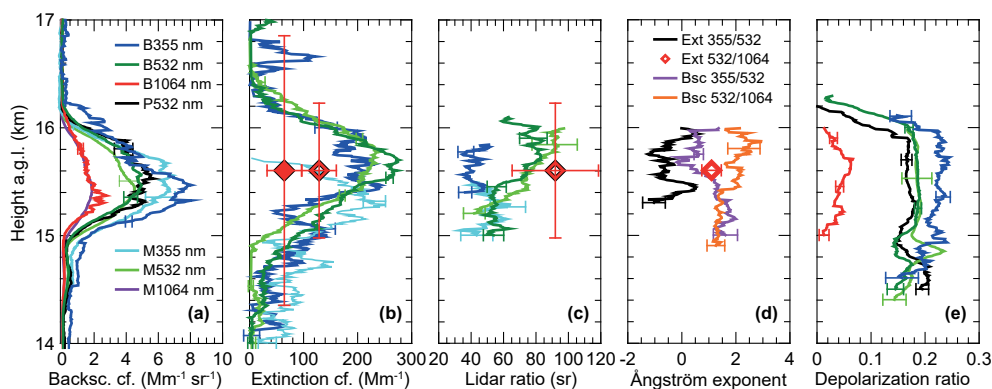 17
16
15
14
Height a.g.l. (km)
B355 nm
B532 nm
B1064 nm
P532 nm
M355 nm
M532 nm
M1064 nm
(a)
0 2 4 6 8 10
Backsc. cf. (Mm⁻¹ sr⁻¹)
(b)
0 100 200 300
Extinction cf. (Mm⁻¹)
(c)
20 40 60 80 100
Lidar ratio (sr)
Ext 355/532
Ext 532/1064
Bsc 355/532
Bsc 532/1064
(d)
-2 0 2 4
Ångström exponent
(e)
0 0.1 0.2 0.3
Depolarization ratio